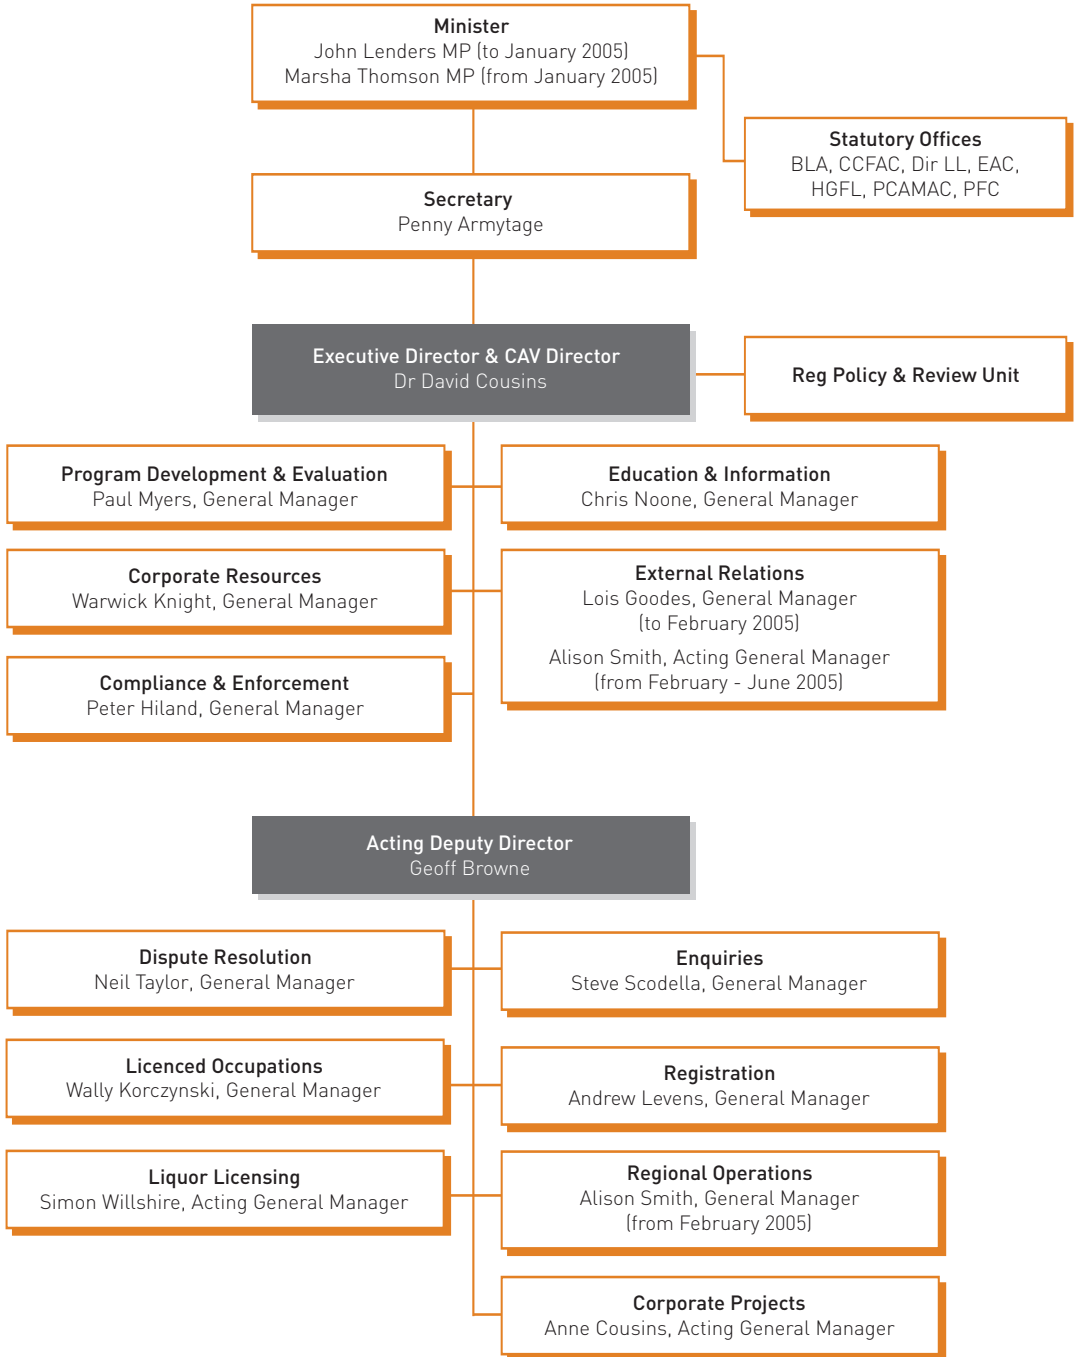 Minister
John Lenders MP (to January 2005)
Marsha Thomson MP (from January 2005)
Statutory Offices
BLA, CCFAC, Dir LL, EAC,
HGFL, PCAMAC, PFC
Secretary
Penny Armytage
Executive Director & CAV Director
Dr David Cousins
Reg Policy & Review Unit
Program Development & Evaluation
Paul Myers, General Manager
Education & Information
Chris Noone, General Manager
Corporate Resources
Warwick Knight, General Manager
External Relations
Lois Goodes, General Manager
(to February 2005)
Alison Smith, Acting General Manager
(from February - June 2005)
Compliance & Enforcement
Peter Hiland, General Manager
Acting Deputy Director
Geoff Browne
Dispute Resolution
Neil Taylor, General Manager
Enquiries
Steve Scodella, General Manager
Licenced Occupations
Wally Korczynski, General Manager
Registration
Andrew Levens, General Manager
Liquor Licensing
Simon Willshire, Acting General Manager
Regional Operations
Alison Smith, General Manager
(from February 2005)
Corporate Projects
Anne Cousins, Acting General Manager